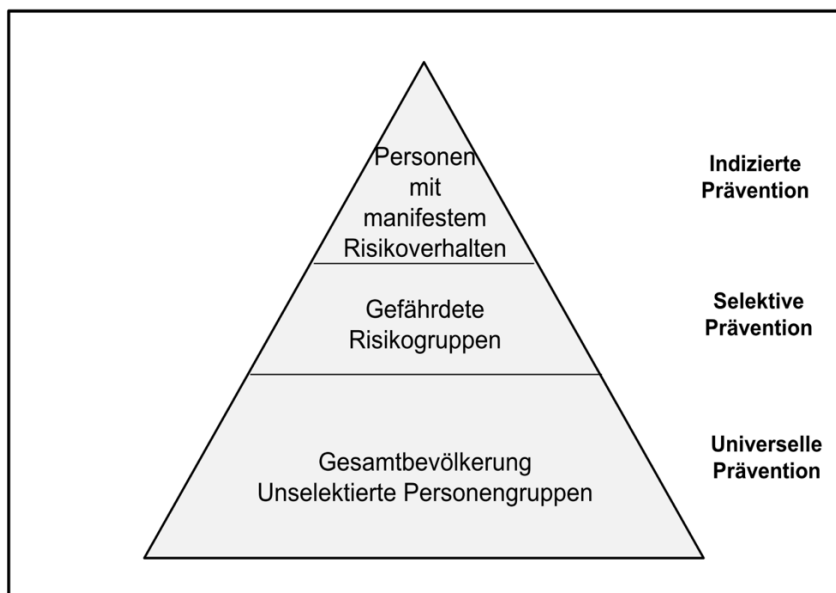 Personen
mit
manifestem
Risikoverhalten
Indizierte
Prävention
Gefährdete
Risikogruppen
Selektive
Prävention
Gesamtbevölkerung
Unselektierte Personengruppen
Universelle
Prävention